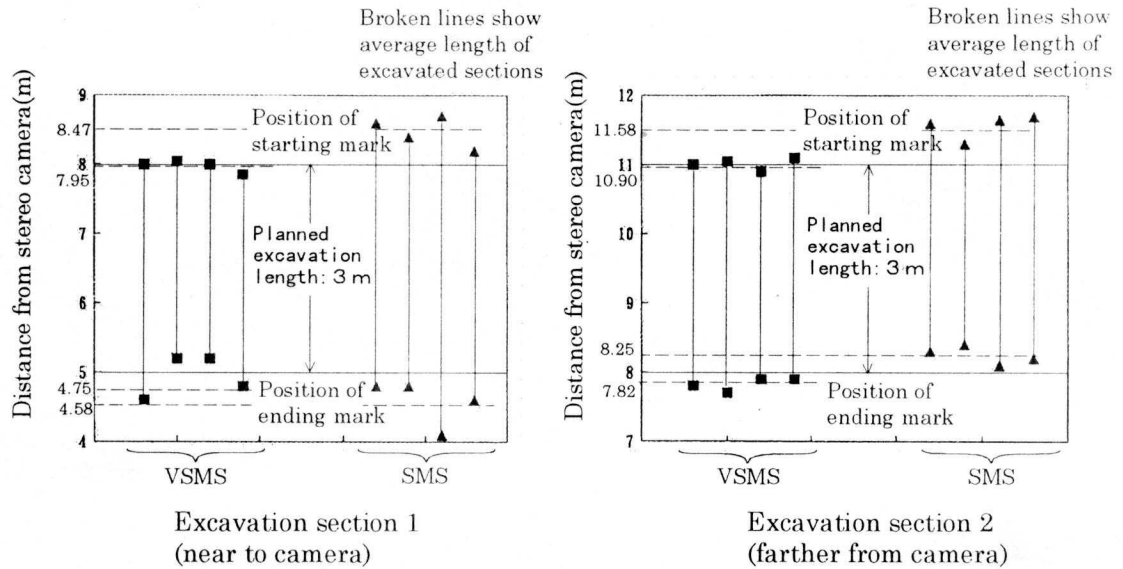 Broken lines show
average length of
excavated sections
Distance from stereo camera(m)
9
8.47
8
7.95
7
6
5
4.75
4.58
4
Position of
starting mark
Planned
excavation
length: 3 m
Position of
ending mark
VSMS
SMS
Excavation section 1
(near to camera)
Broken lines show
average length of
excavated sections
Distance from stereo camera(m)
12
11.58
11
10.90
10
9
8.25
8
7.82
7
Position of
starting mark
Planned
excavation
length: 3 m
Position of
ending mark
VSMS
SMS
Excavation section 2
(farther from camera)